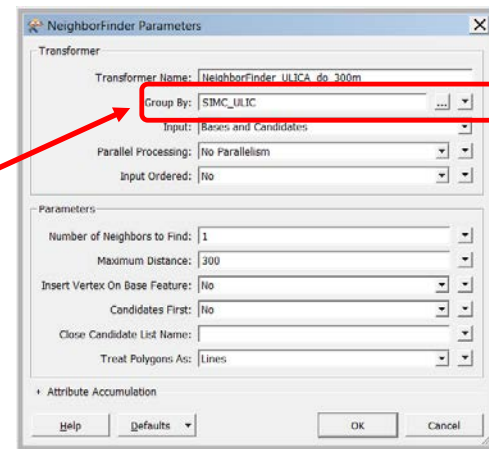 NeighborFinder Parameters
Transformer
Transformer Name: NeighborFinder_ULICA_do_300m
Group By: SIMC_ULIC ...
Input: Bases and Candidates
Parallel Processing: No Parallelism
Input Ordered: No
Parameters
Number of Neighbors to Find: 1
Maximum Distance: 300
Insert Vertex On Base Feature: No
Candidates First: No
Close Candidate List Name:
Treat Polygons As: Lines
Attribute Accumulation
Help Defaults OK Cancel